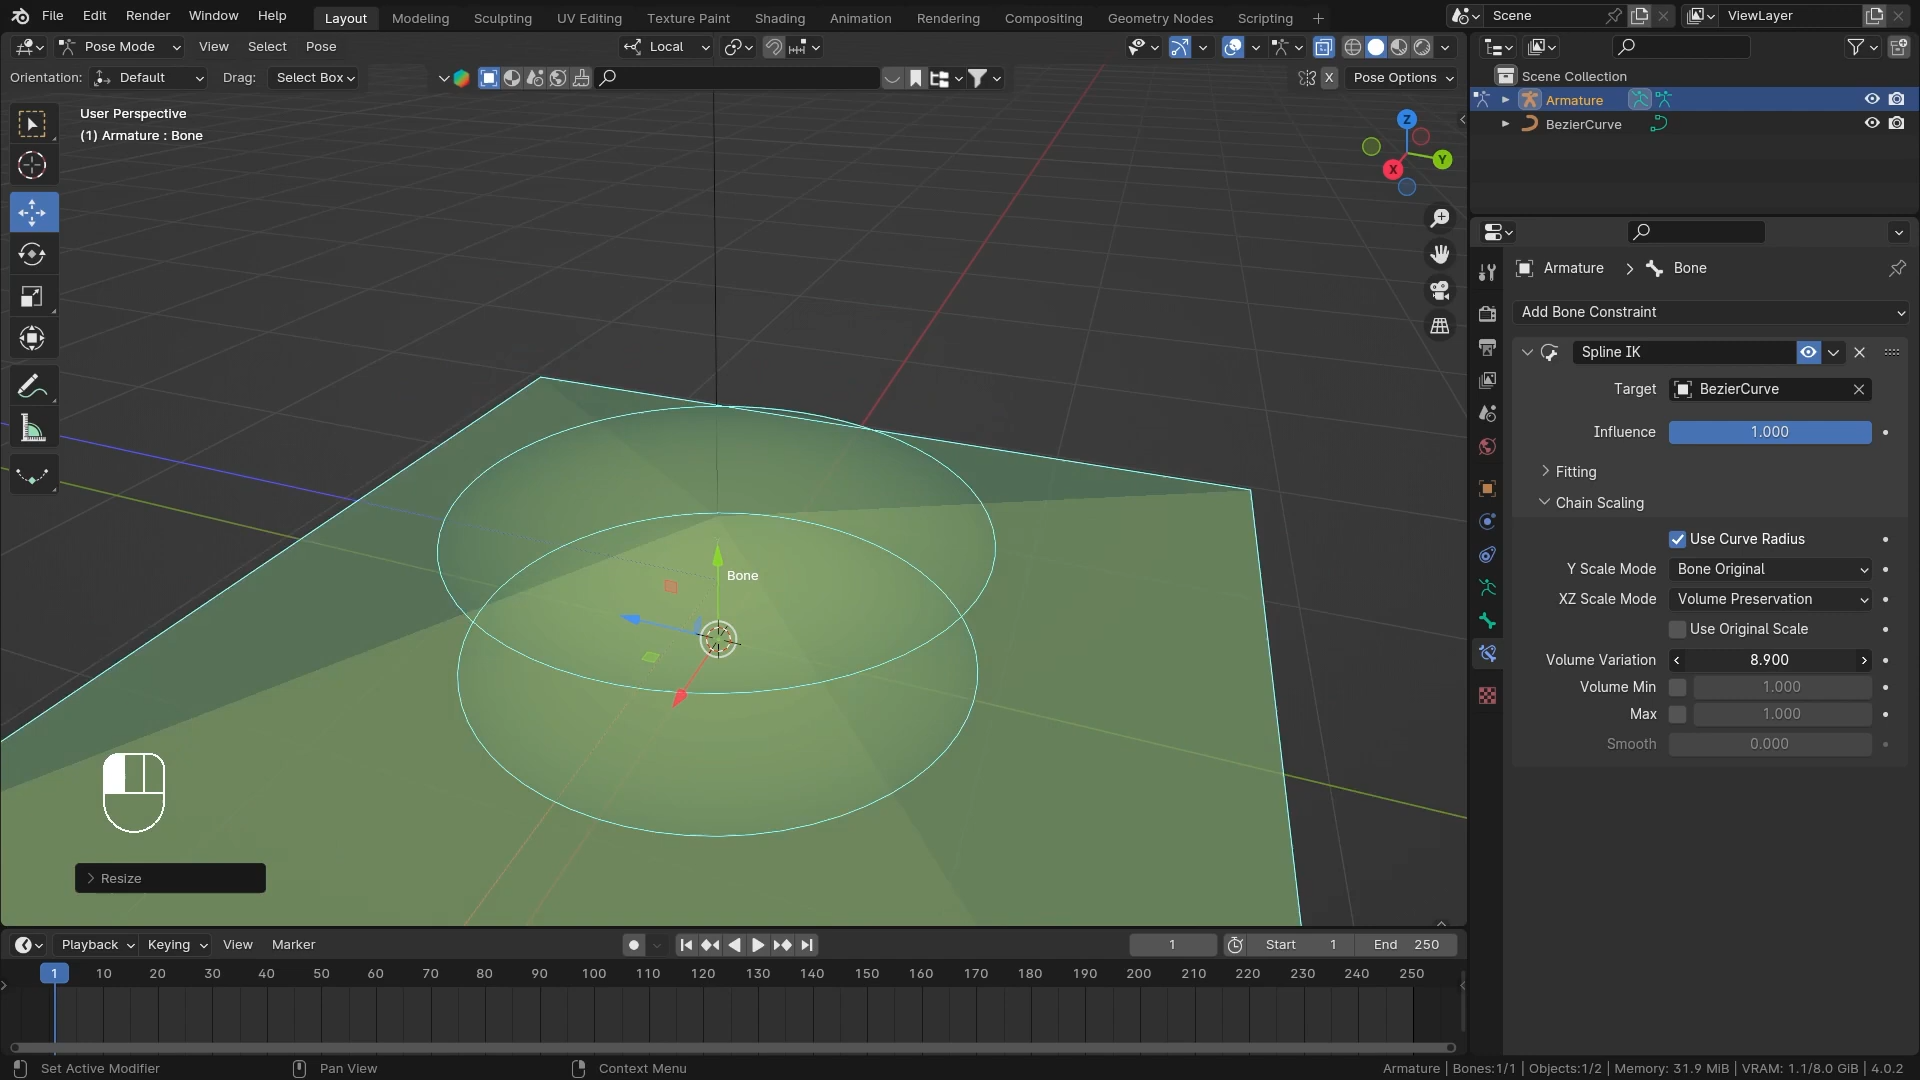 File Edit Render Window Help Layout Modeling Sculpting UV Editing Texture Paint Shading Animation Rendering Compositing Geometry Nodes Scripting Scene ViewLayer
Pose Mode View Select Pose Local
Orientation: Default Drag: Select Box X Pose Options
User Perspective
(1) Armature : Bone
Z
Y
X
Bone
Resize
Scene Collection
Armature
BezierCurve
Armature > Bone
Add Bone Constraint
Spline IK
Target BezierCurve
Influence 1.000
Fitting
Chain Scaling
Use Curve Radius
Y Scale Mode Bone Original
XZ Scale Mode Volume Preservation
Use Original Scale
Volume Variation 8.900
Volume Min 1.000
Max 1.000
Smooth 0.000
Playback Keying View Marker 1 Start 1 End 250
1 10 20 30 40 50 60 70 80 90 100 110 120 130 140 150 160 170 180 190 200 210 220 230 240 250
Set Active Modifier Pan View Context Menu Armature | Bones:1/1 | Objects:1/2 | Memory: 31.9 MiB | VRAM: 1.1/8.0 GiB | 4.0.2